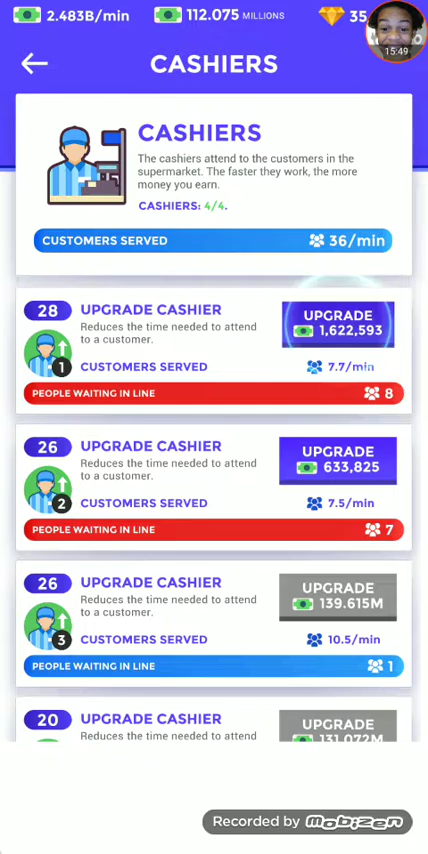 2.483B/min
112.075 MILLIONS
35
15:49
CASHIERS
CASHIERS
The cashiers attend to the customers in the
supermarket. The faster they work, the more
money you earn.
CASHIERS: 4/4.
CUSTOMERS SERVED
36/min
28
UPGRADE CASHIER
Reduces the time needed to attend
to a customer.
UPGRADE
1,622,593
1
CUSTOMERS SERVED
7.7/min
PEOPLE WAITING IN LINE
8
26
UPGRADE CASHIER
Reduces the time needed to attend
to a customer.
UPGRADE
633,825
2
CUSTOMERS SERVED
7.5/min
PEOPLE WAITING IN LINE
7
26
UPGRADE CASHIER
Reduces the time needed to attend
to a customer.
UPGRADE
139.615M
3
CUSTOMERS SERVED
10.5/min
PEOPLE WAITING IN LINE
1
20
UPGRADE CASHIER
Reduces the time needed to attend
UPGRADE
131.072M
Recorded by mobizen